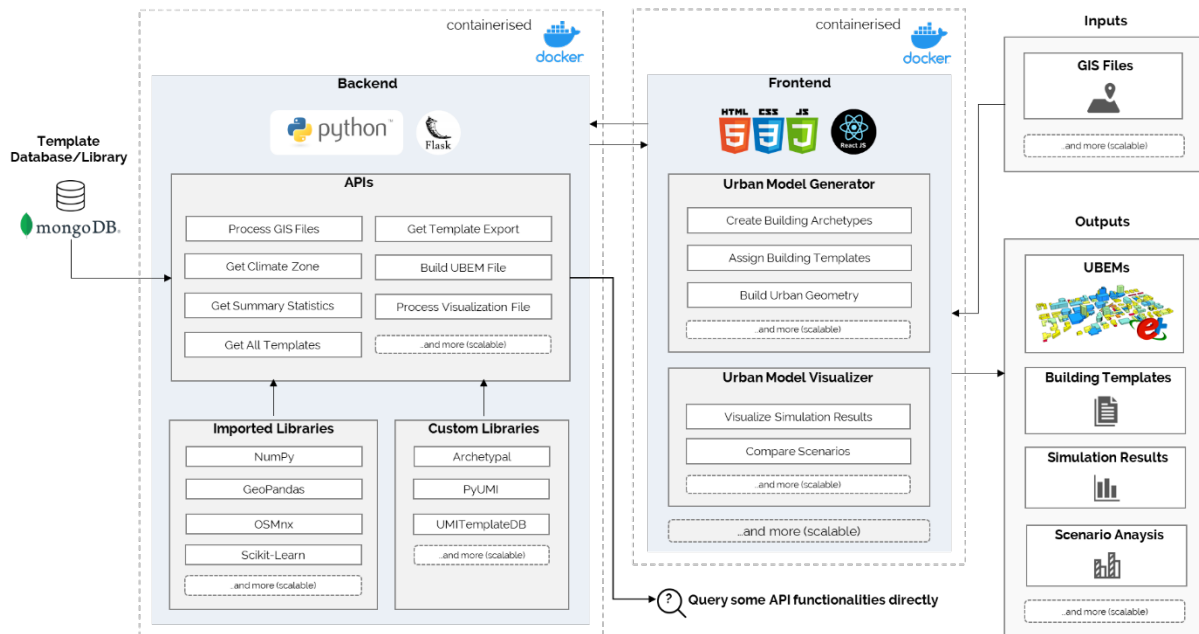 Template
Database/Library
mongoDB.
containerised
docker
Backend
python™
Flask
APIs
Process GIS Files
Get Template Export
Get Climate Zone
Build UBEM File
Get Summary Statistics
Process Visualization File
Get All Templates
...and more (scalable)
Imported Libraries
NumPy
GeoPandas
OSMnx
Scikit-Learn
...and more (scalable)
Custom Libraries
Archetypal
PyUMI
UMITemplateDB
...and more (scalable)
containerised
docker
Frontend
HTML
5
CSS
3
JS
React JS
Urban Model Generator
Create Building Archetypes
Assign Building Templates
Build Urban Geometry
...and more (scalable)
Urban Model Visualizer
Visualize Simulation Results
Compare Scenarios
...and more (scalable)
...and more (scalable)
? Query some API functionalities directly
Inputs
GIS Files
...and more (scalable)
Outputs
UBEMs
et
Building Templates
Simulation Results
Scenario Anaysis
...and more (scalable)